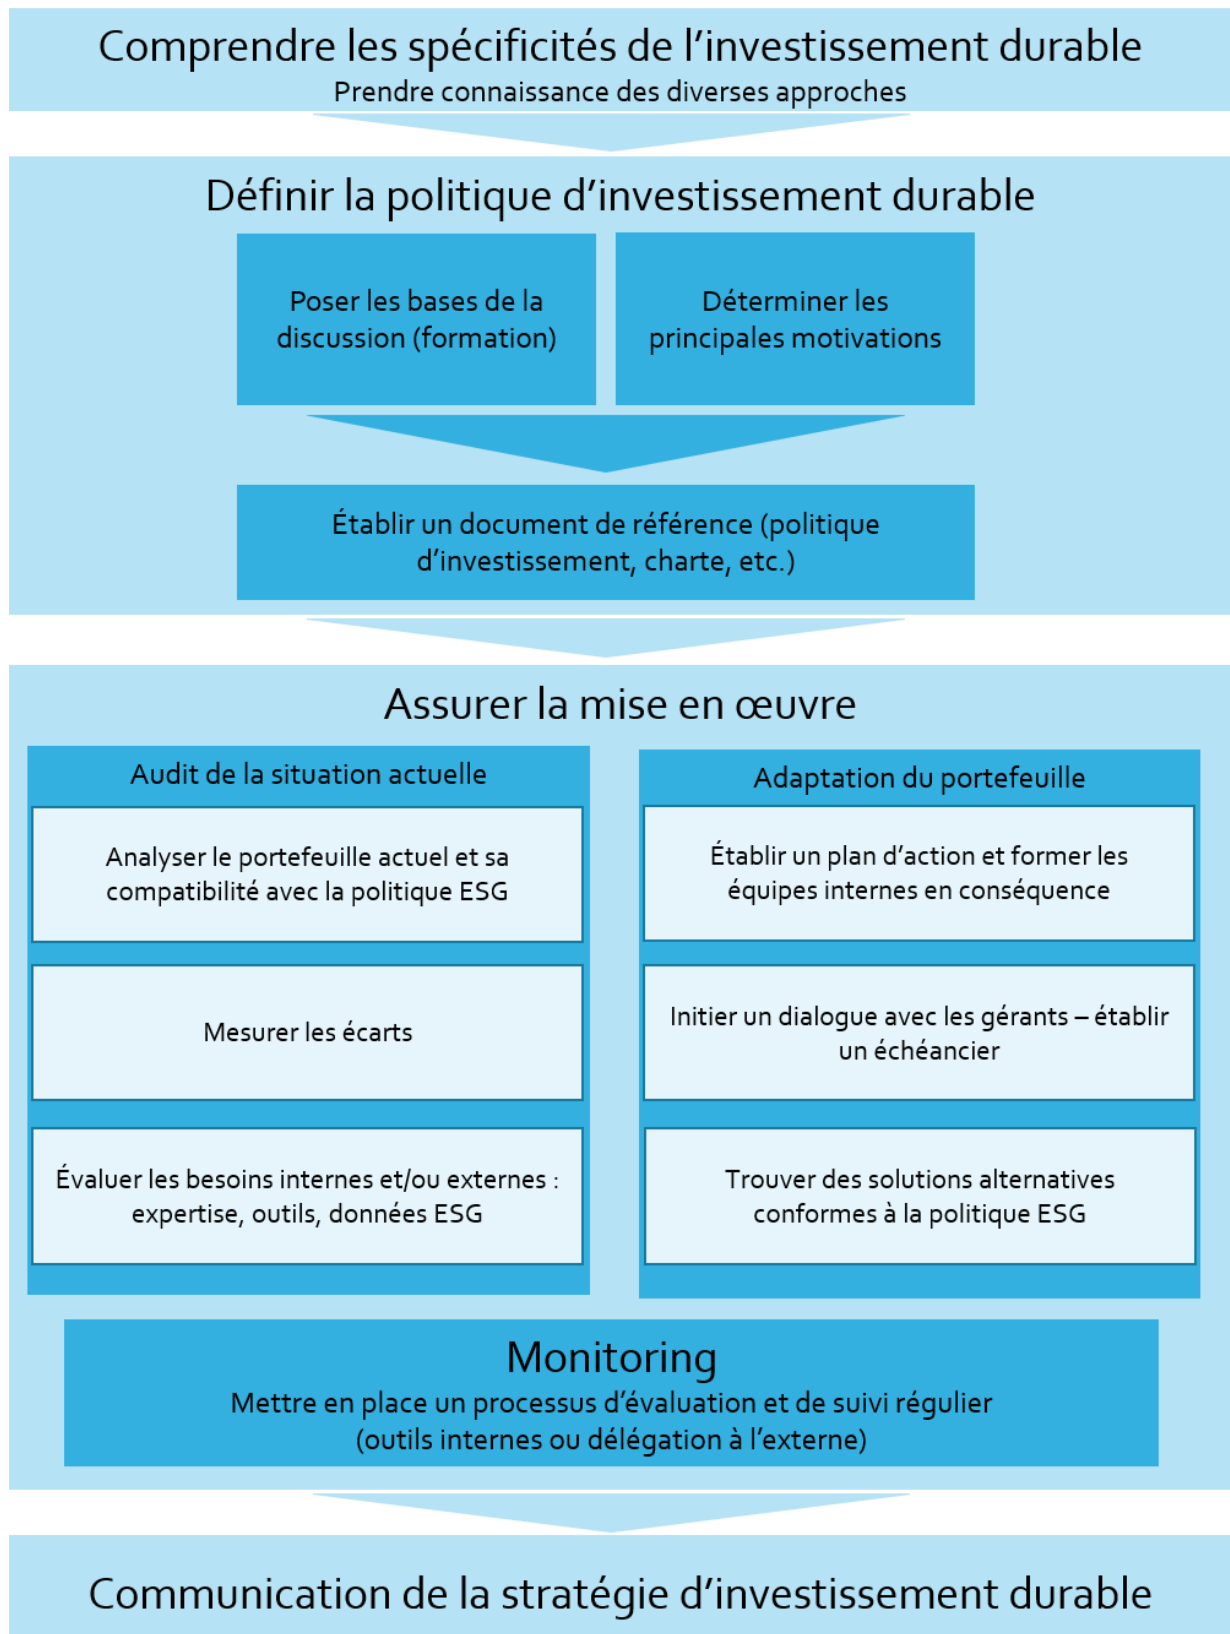 Comprendre les spécificités de l’investissement durable
Prendre connaissance des diverses approches
Définir la politique d’investissement durable
Poser les bases de la
discussion (formation)
Déterminer les
principales motivations
Établir un document de référence (politique
d’investissement, charte, etc.)
Assurer la mise en œuvre
Audit de la situation actuelle
Analyser le portefeuille actuel et sa
compatibilité avec la politique ESG
Mesurer les écarts
Évaluer les besoins internes et/ou externes :
expertise, outils, données ESG
Adaptation du portefeuille
Établir un plan d’action et former les
équipes internes en conséquence
Initier un dialogue avec les gérants – établir
un échéancier
Trouver des solutions alternatives
conformes à la politique ESG
Monitoring
Mettre en place un processus d’évaluation et de suivi régulier
(outils internes ou délégation à l’externe)
Communication de la stratégie d’investissement durable